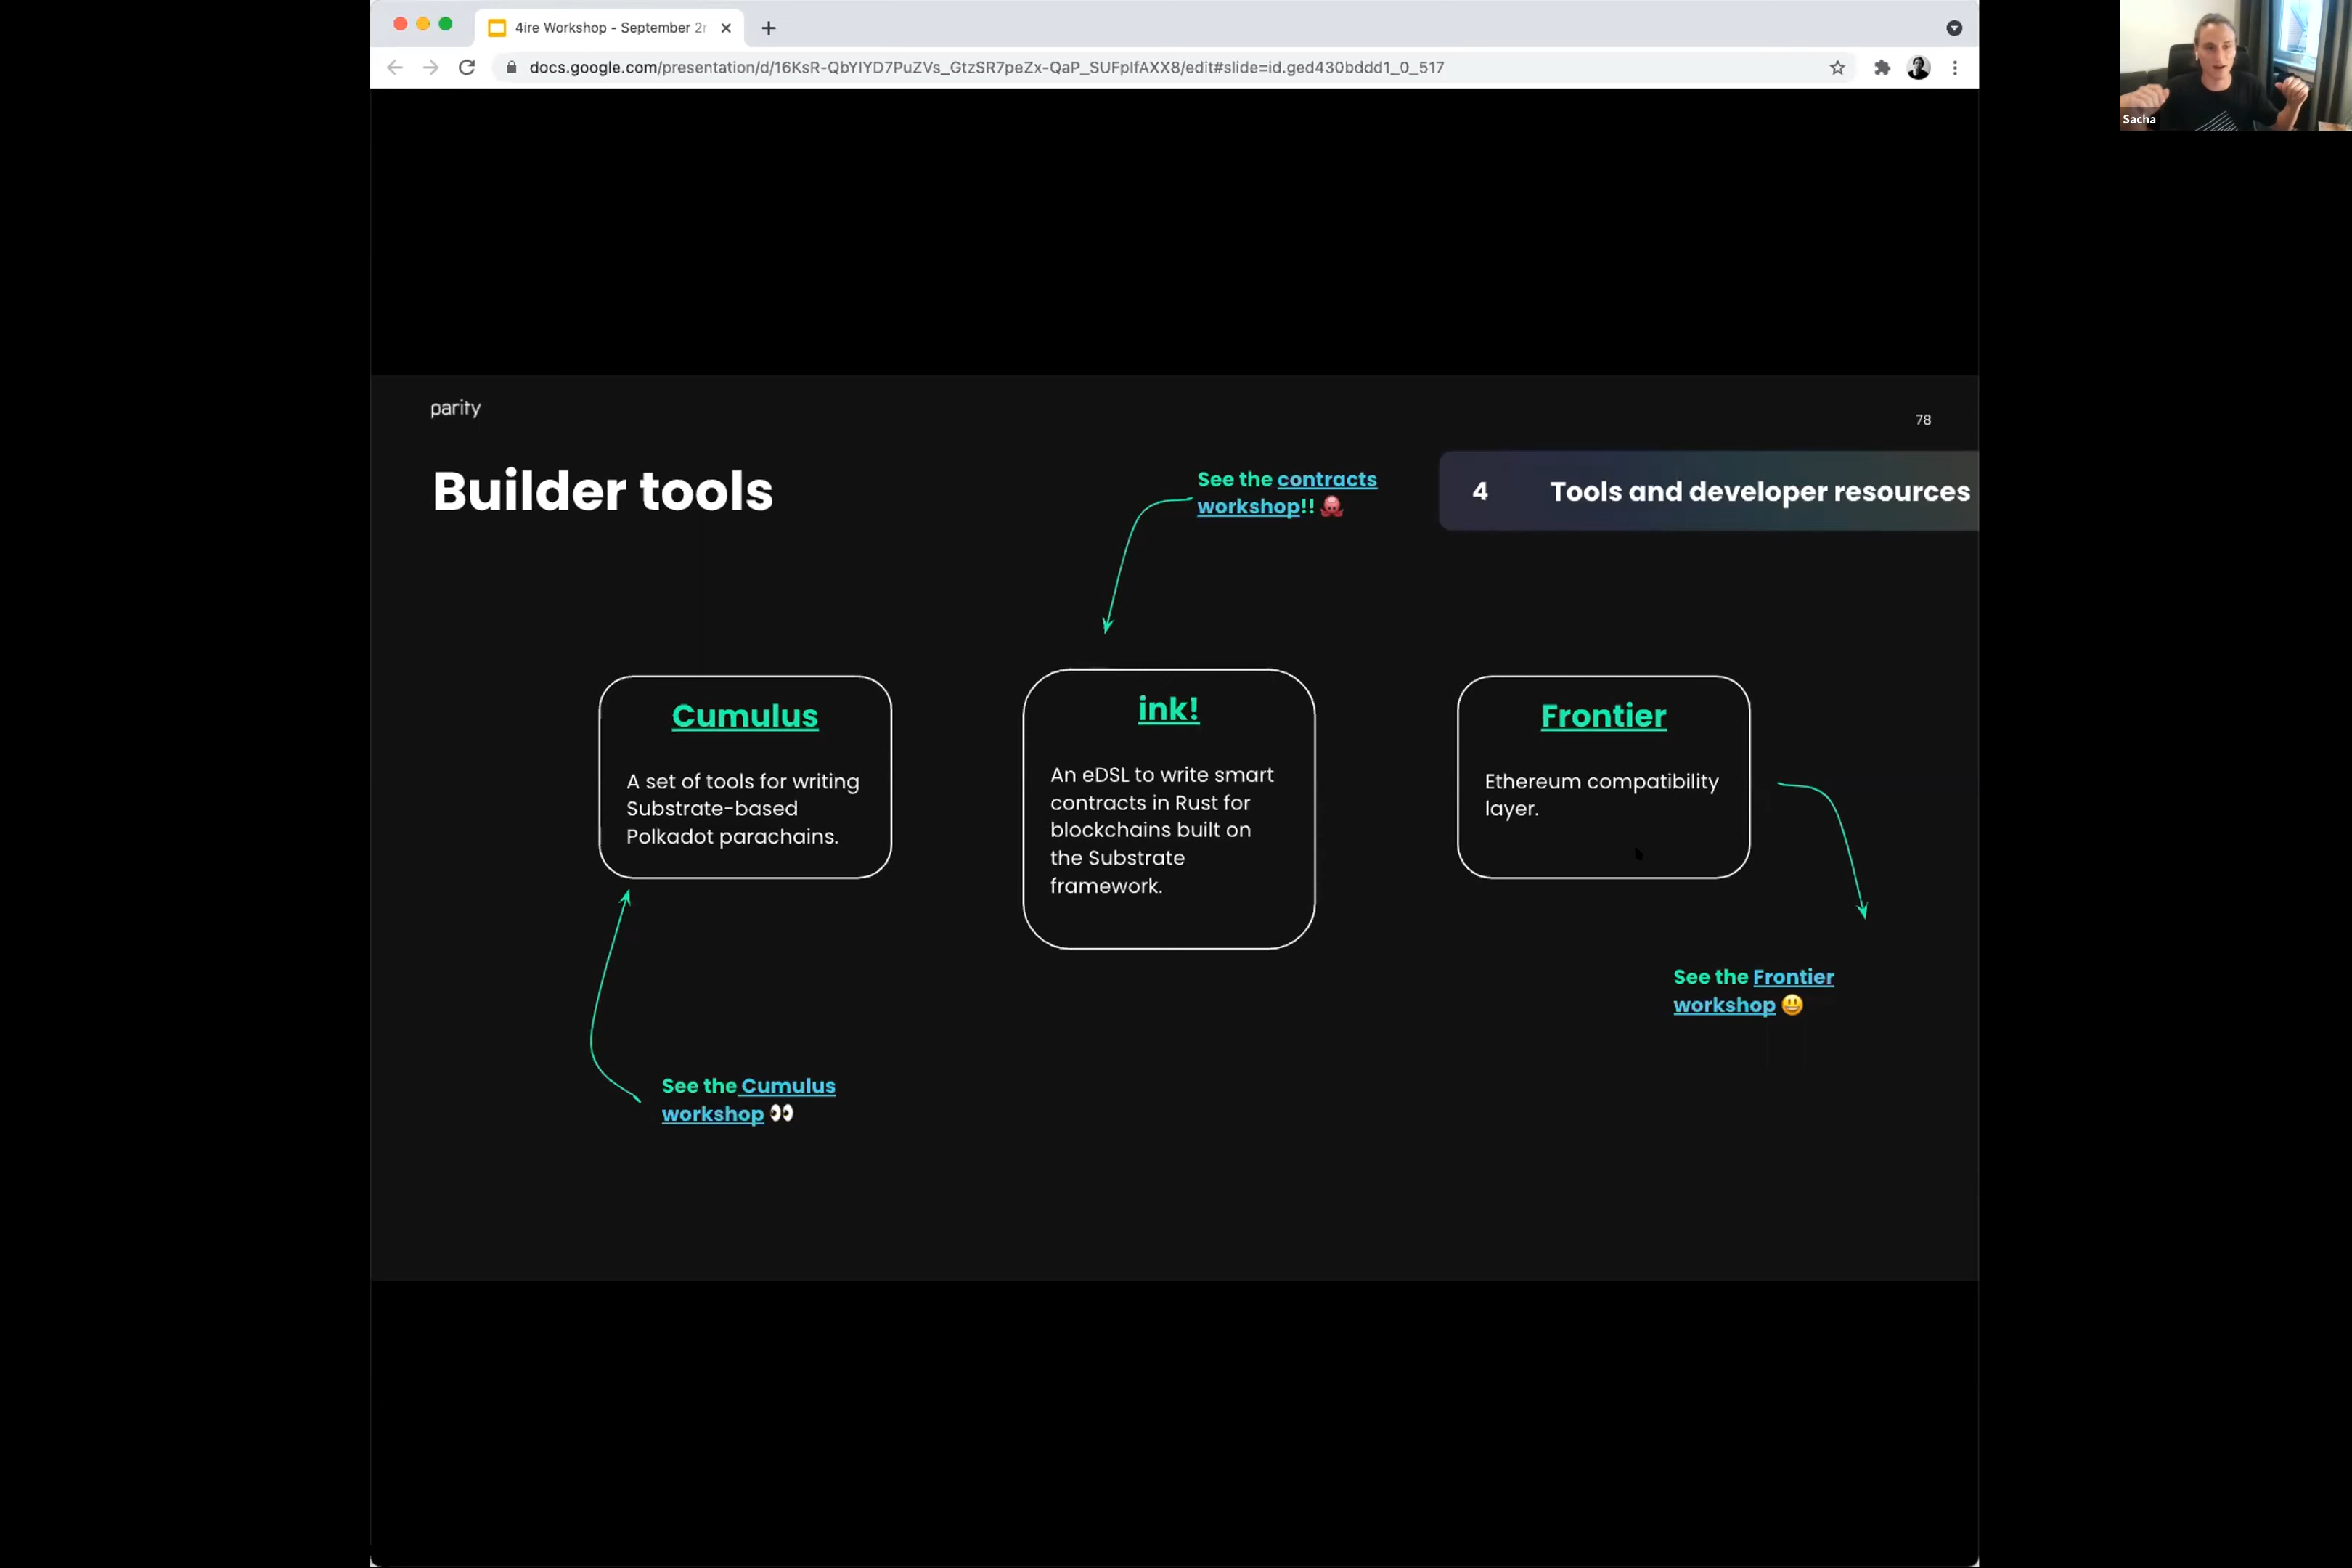 4ire Workshop - September 2r
docs.google.com/presentation/d/16KsR-QbYIYD7PuZVs_GtzSR7peZx-QaP_SUFpIfAXX8/edit#slide=id.ged430bddd1_0_517
Sacha
parity
78
Builder tools
See the contracts
workshop!! 🐙
4 Tools and developer resources
Cumulus
A set of tools for writing
Substrate-based
Polkadot parachains.
ink!
An eDSL to write smart
contracts in Rust for
blockchains built on
the Substrate
framework.
Frontier
Ethereum compatibility
layer.
See the Frontier
workshop 😃
See the Cumulus
workshop 👀